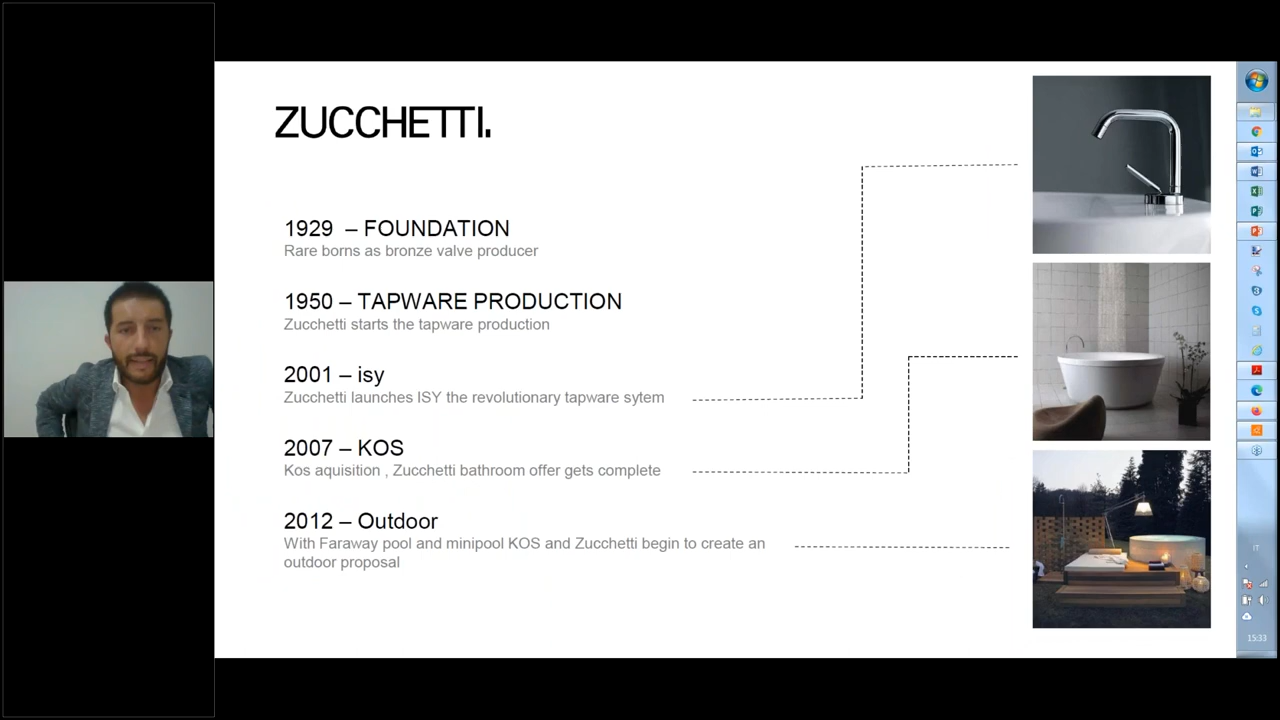 ZUCCHETTI.
1929 – FOUNDATION
Rare borns as bronze valve producer
1950 – TAPWARE PRODUCTION
Zucchetti starts the tapware production
2001 – isy
Zucchetti launches ISY the revolutionary tapware sytem
2007 – KOS
Kos aquisition , Zucchetti bathroom offer gets complete
2012 – Outdoor
With Faraway pool and minipool KOS and Zucchetti begin to create an
outdoor proposal
IT
15:33